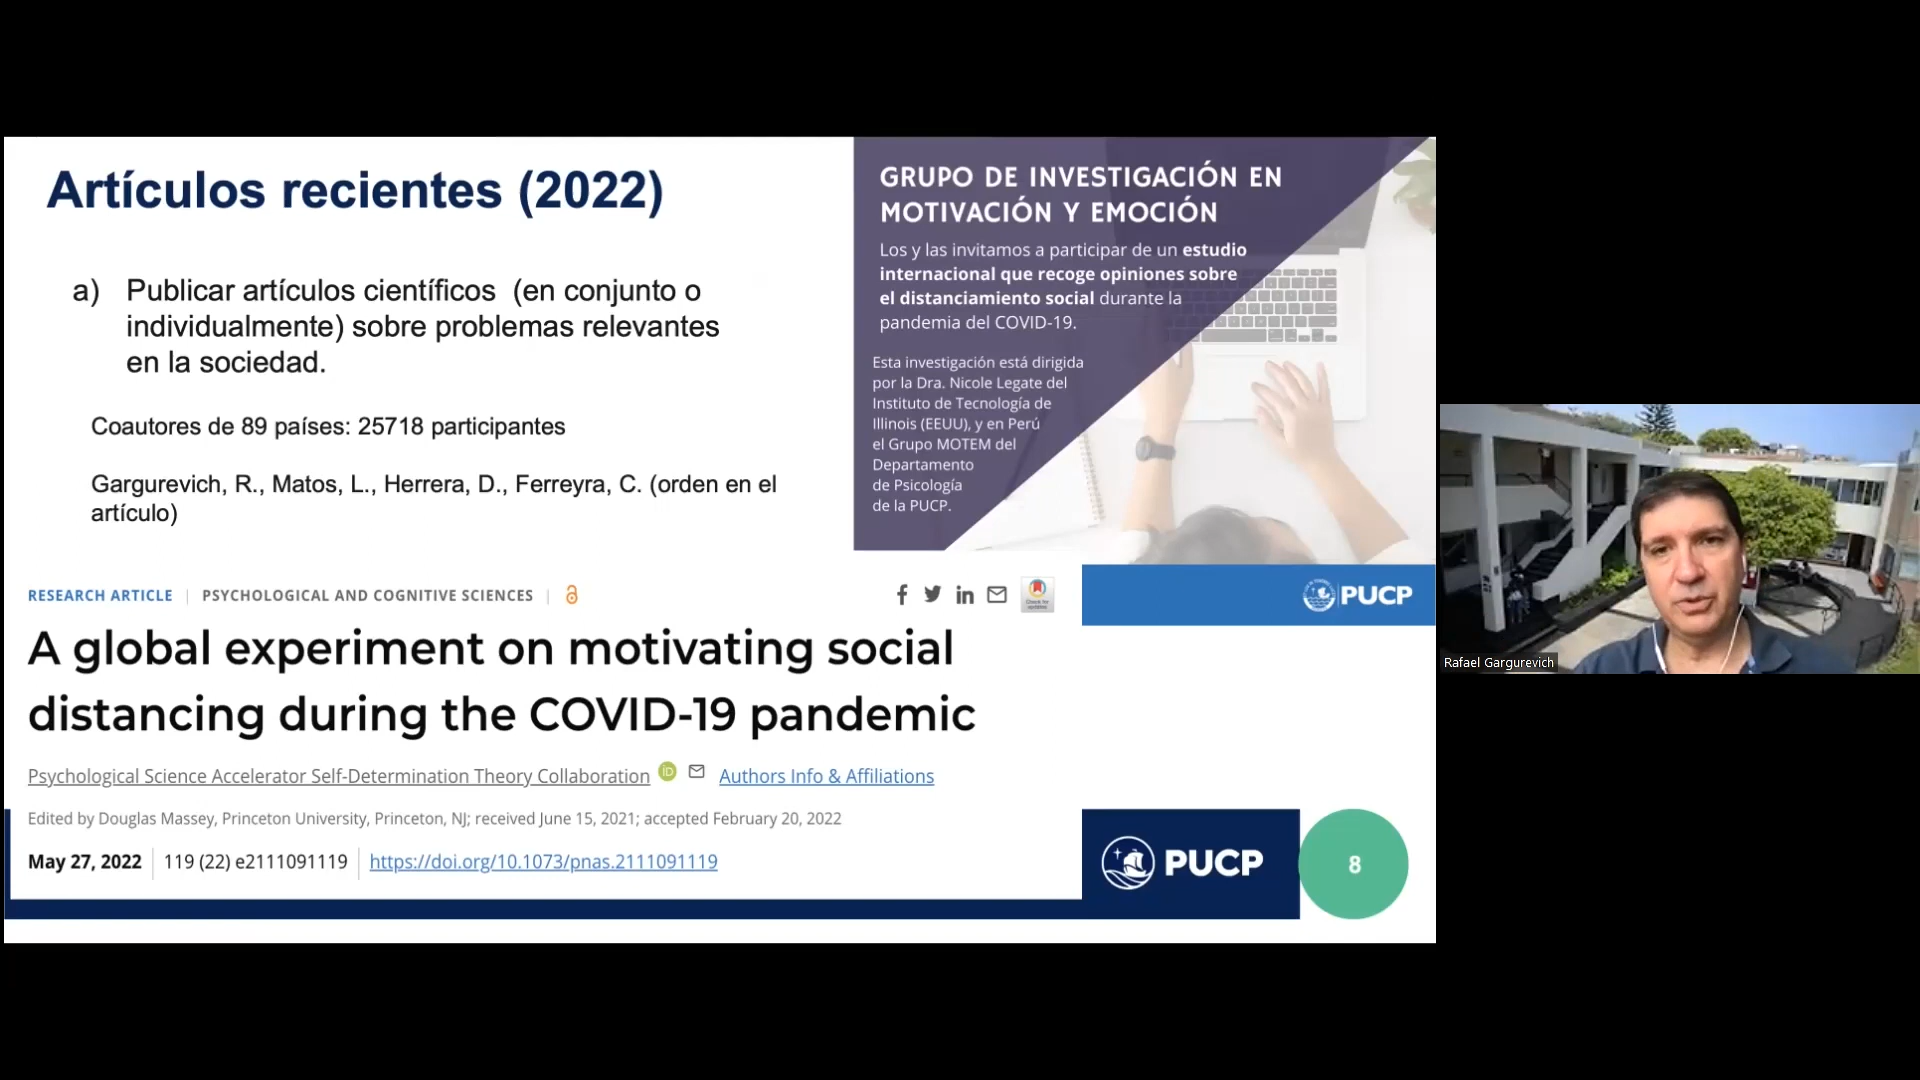 Artículos recientes (2022)
a) Publicar artículos científicos (en conjunto o
individualmente) sobre problemas relevantes
en la sociedad.
Coautores de 89 países: 25718 participantes
Gargurevich, R., Matos, L., Herrera, D., Ferreyra, C. (orden en el
artículo)
GRUPO DE INVESTIGACIÓN EN
MOTIVACIÓN Y EMOCIÓN
Los y las invitamos a participar de un estudio
internacional que recoge opiniones sobre
el distanciamiento social durante la
pandemia del COVID-19.
Esta investigación está dirigida
por la Dra. Nicole Legate del
Instituto de Tecnología de
Illinois (EEUU), y en Perú
el Grupo MOTEM del
Departamento
de Psicología
de la PUCP.
PUCP
RESEARCH ARTICLE | PSYCHOLOGICAL AND COGNITIVE SCIENCES |
Check for
updates
A global experiment on motivating social
distancing during the COVID-19 pandemic
Psychological Science Accelerator Self-Determination Theory Collaboration iD Authors Info & Affiliations
Edited by Douglas Massey, Princeton University, Princeton, NJ; received June 15, 2021; accepted February 20, 2022
May 27, 2022 | 119 (22) e2111091119 | https://doi.org/10.1073/pnas.2111091119
PUCP
8
Rafael Gargurevich